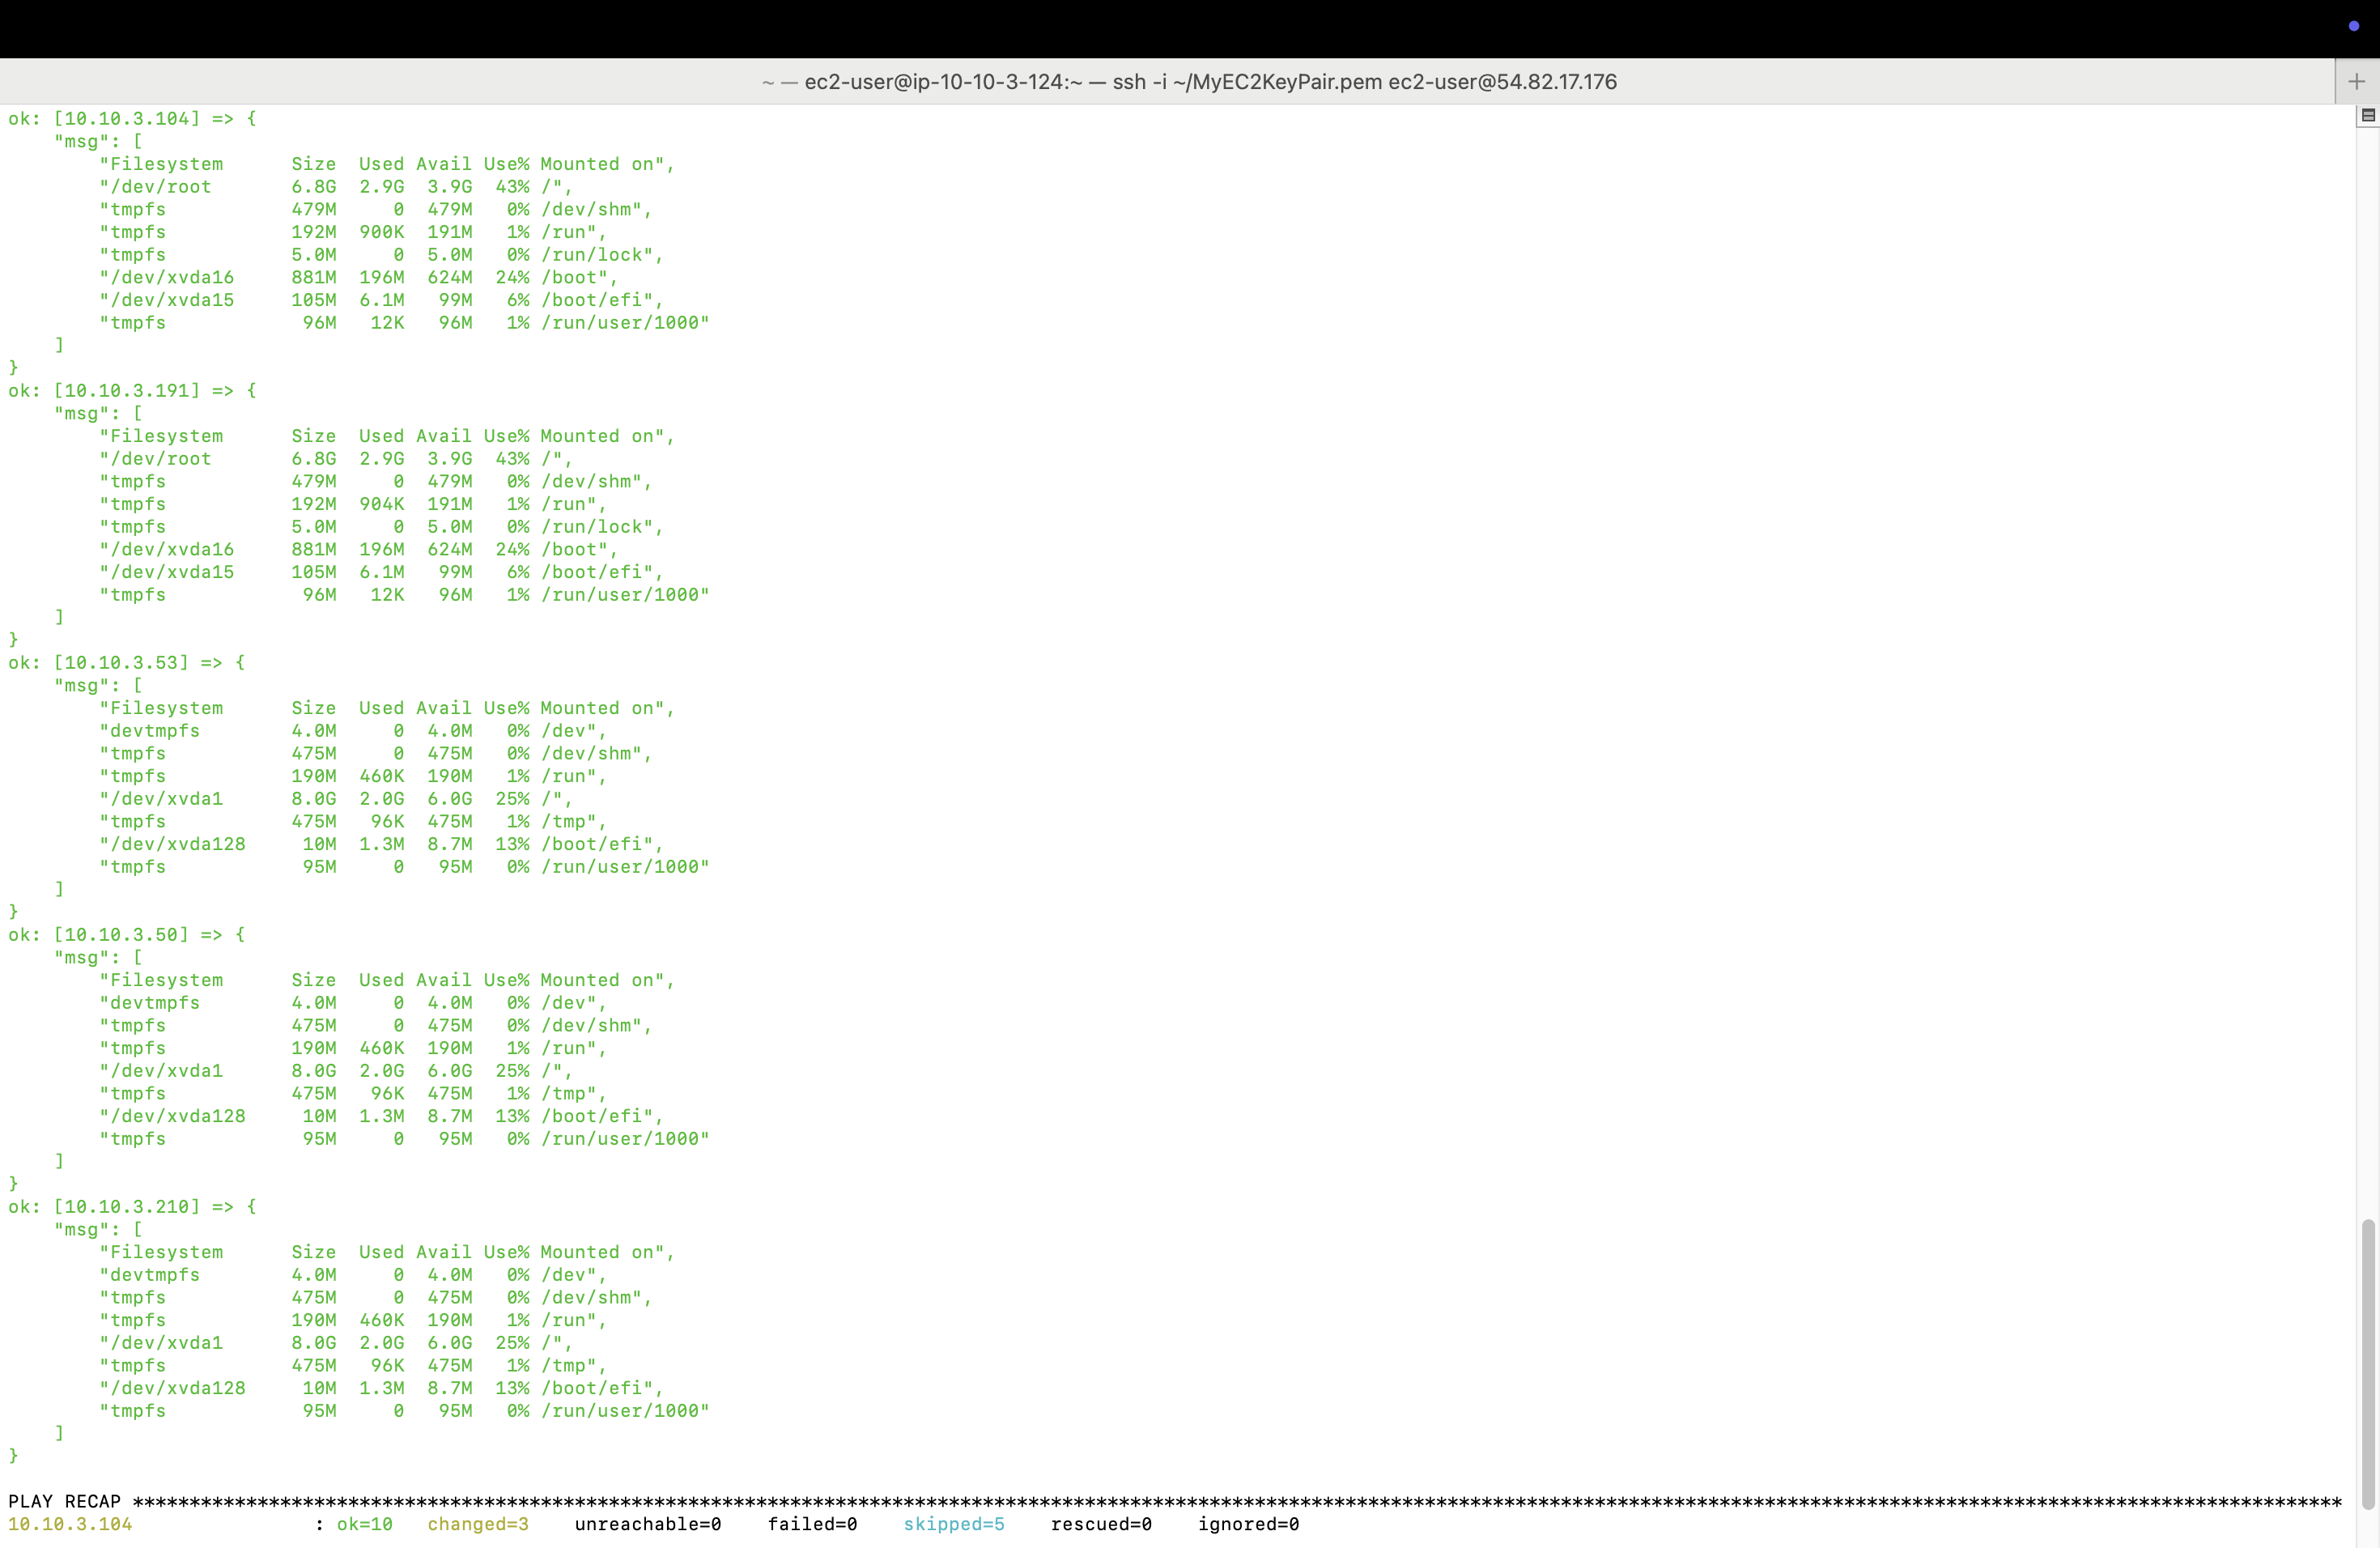 ~ — ec2-user@ip-10-10-3-124:~ — ssh -i ~/MyEC2KeyPair.pem ec2-user@54.82.17.176
ok: [10.10.3.104] => {
    "msg": [
        "Filesystem      Size  Used Avail Use% Mounted on",
        "/dev/root       6.8G  2.9G  3.9G  43% /",
        "tmpfs           479M     0  479M   0% /dev/shm",
        "tmpfs           192M  900K  191M   1% /run",
        "tmpfs           5.0M     0  5.0M   0% /run/lock",
        "/dev/xvda16     881M  196M  624M  24% /boot",
        "/dev/xvda15     105M  6.1M   99M   6% /boot/efi",
        "tmpfs            96M   12K   96M   1% /run/user/1000"
    ]
}
ok: [10.10.3.191] => {
    "msg": [
        "Filesystem      Size  Used Avail Use% Mounted on",
        "/dev/root       6.8G  2.9G  3.9G  43% /",
        "tmpfs           479M     0  479M   0% /dev/shm",
        "tmpfs           192M  904K  191M   1% /run",
        "tmpfs           5.0M     0  5.0M   0% /run/lock",
        "/dev/xvda16     881M  196M  624M  24% /boot",
        "/dev/xvda15     105M  6.1M   99M   6% /boot/efi",
        "tmpfs            96M   12K   96M   1% /run/user/1000"
    ]
}
ok: [10.10.3.53] => {
    "msg": [
        "Filesystem      Size  Used Avail Use% Mounted on",
        "devtmpfs        4.0M     0  4.0M   0% /dev",
        "tmpfs           475M     0  475M   0% /dev/shm",
        "tmpfs           190M  460K  190M   1% /run",
        "/dev/xvda1      8.0G  2.0G  6.0G  25% /",
        "tmpfs           475M   96K  475M   1% /tmp",
        "/dev/xvda128     10M  1.3M  8.7M  13% /boot/efi",
        "tmpfs            95M     0   95M   0% /run/user/1000"
    ]
}
ok: [10.10.3.50] => {
    "msg": [
        "Filesystem      Size  Used Avail Use% Mounted on",
        "devtmpfs        4.0M     0  4.0M   0% /dev",
        "tmpfs           475M     0  475M   0% /dev/shm",
        "tmpfs           190M  460K  190M   1% /run",
        "/dev/xvda1      8.0G  2.0G  6.0G  25% /",
        "tmpfs           475M   96K  475M   1% /tmp",
        "/dev/xvda128     10M  1.3M  8.7M  13% /boot/efi",
        "tmpfs            95M     0   95M   0% /run/user/1000"
    ]
}
ok: [10.10.3.210] => {
    "msg": [
        "Filesystem      Size  Used Avail Use% Mounted on",
        "devtmpfs        4.0M     0  4.0M   0% /dev",
        "tmpfs           475M     0  475M   0% /dev/shm",
        "tmpfs           190M  460K  190M   1% /run",
        "/dev/xvda1      8.0G  2.0G  6.0G  25% /",
        "tmpfs           475M   96K  475M   1% /tmp",
        "/dev/xvda128     10M  1.3M  8.7M  13% /boot/efi",
        "tmpfs            95M     0   95M   0% /run/user/1000"
    ]
}
PLAY RECAP ***************************************************************************************************************************************************************************************************
10.10.3.104                : ok=10   changed=3    unreachable=0    failed=0    skipped=5    rescued=0    ignored=0